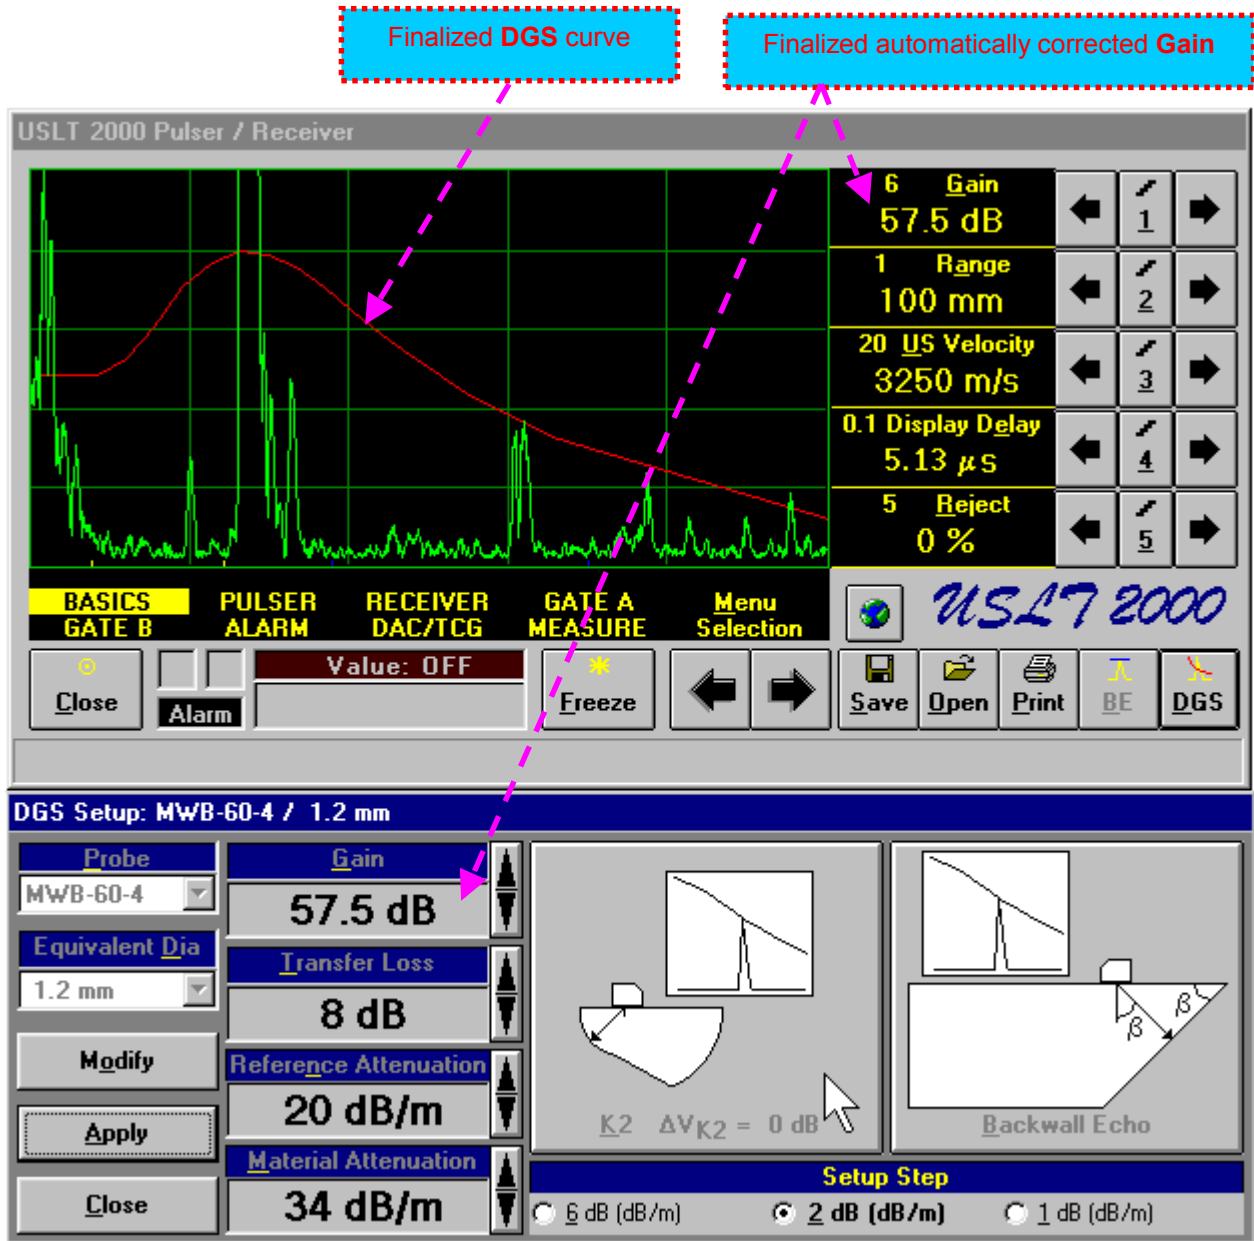 Finalized DGS curve
Finalized automatically corrected Gain
USLT 2000 Pulser / Receiver
6 Gain
57.5 dB
1
1 Range
100 mm
2
20 US Velocity
3250 m/s
3
0.1 Display Delay
5.13 µs
4
5 Reject
0 %
5
BASICS PULSER RECEIVER GATE A Menu
GATE B ALARM DAC/TCG MEASURE Selection
USLT 2000
Close
Alarm
Value: OFF
Freeze
Save
Open
Print
BE
DGS
DGS Setup: MWB-60-4 / 1.2 mm
Probe
MWB-60-4
Equivalent Dia
1.2 mm
Modify
Apply
Close
Gain
57.5 dB
Transfer Loss
8 dB
Reference Attenuation
20 dB/m
Material Attenuation
34 dB/m
K2 ΔVK2 = 0 dB
β
β
Backwall Echo
Setup Step
6 dB (dB/m) 2 dB (dB/m) 1 dB (dB/m)